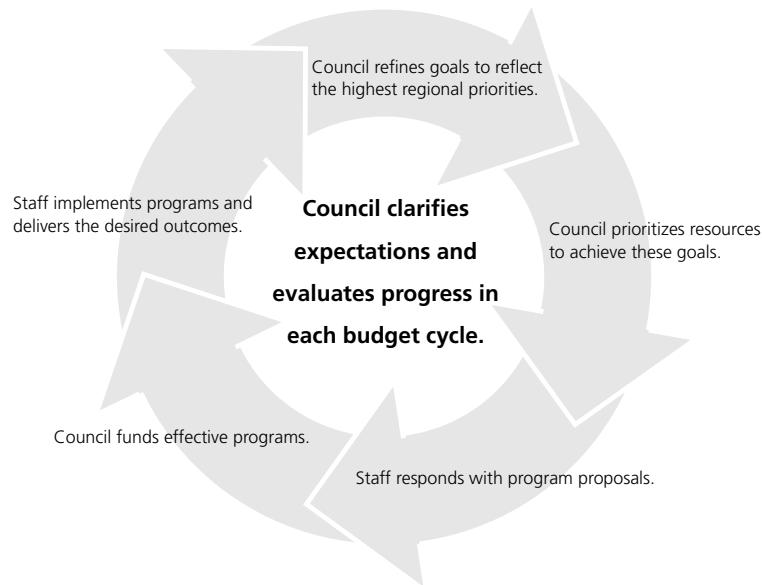 Council refines goals to reflect
the highest regional priorities.
Council prioritizes resources
to achieve these goals.
Staff responds with program proposals.
Council funds effective programs.
Staff implements programs and
delivers the desired outcomes.
Council clarifies
expectations and
evaluates progress in
each budget cycle.